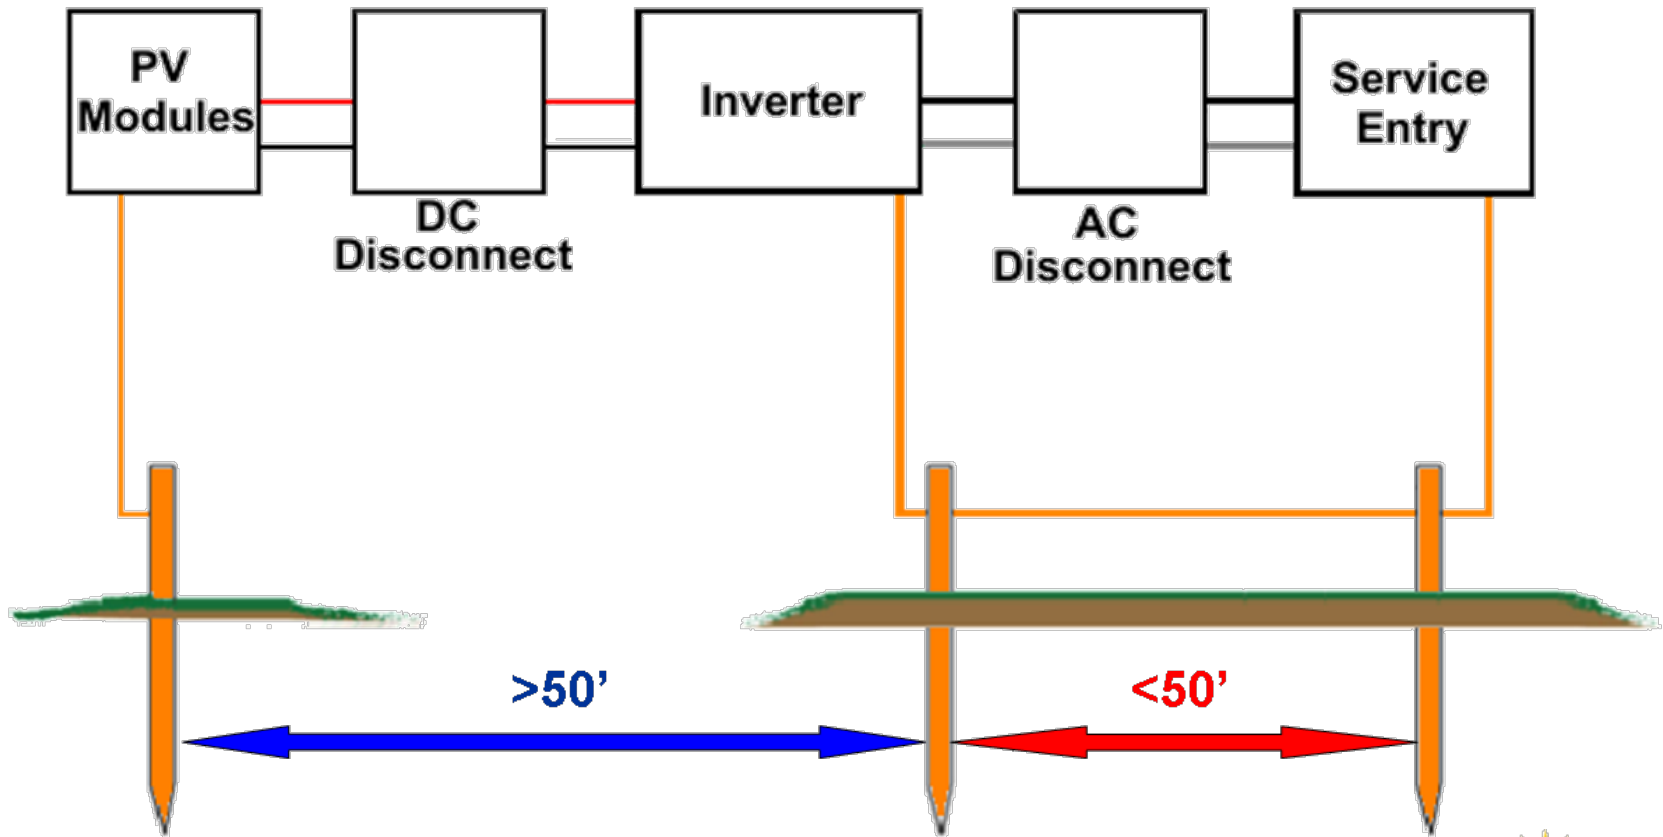 PV
Modules
DC
Disconnect
Inverter
AC
Disconnect
Service
Entry
>50’
<50’